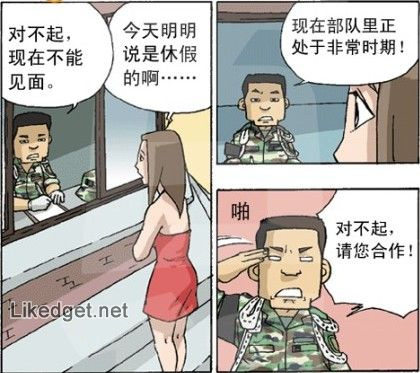 对不起，
现在不能
见面。
今天明明
说是休假
的啊……
现在部队里正
处于非常时期！
啪
对不起，
请您合作！
Likedget.net